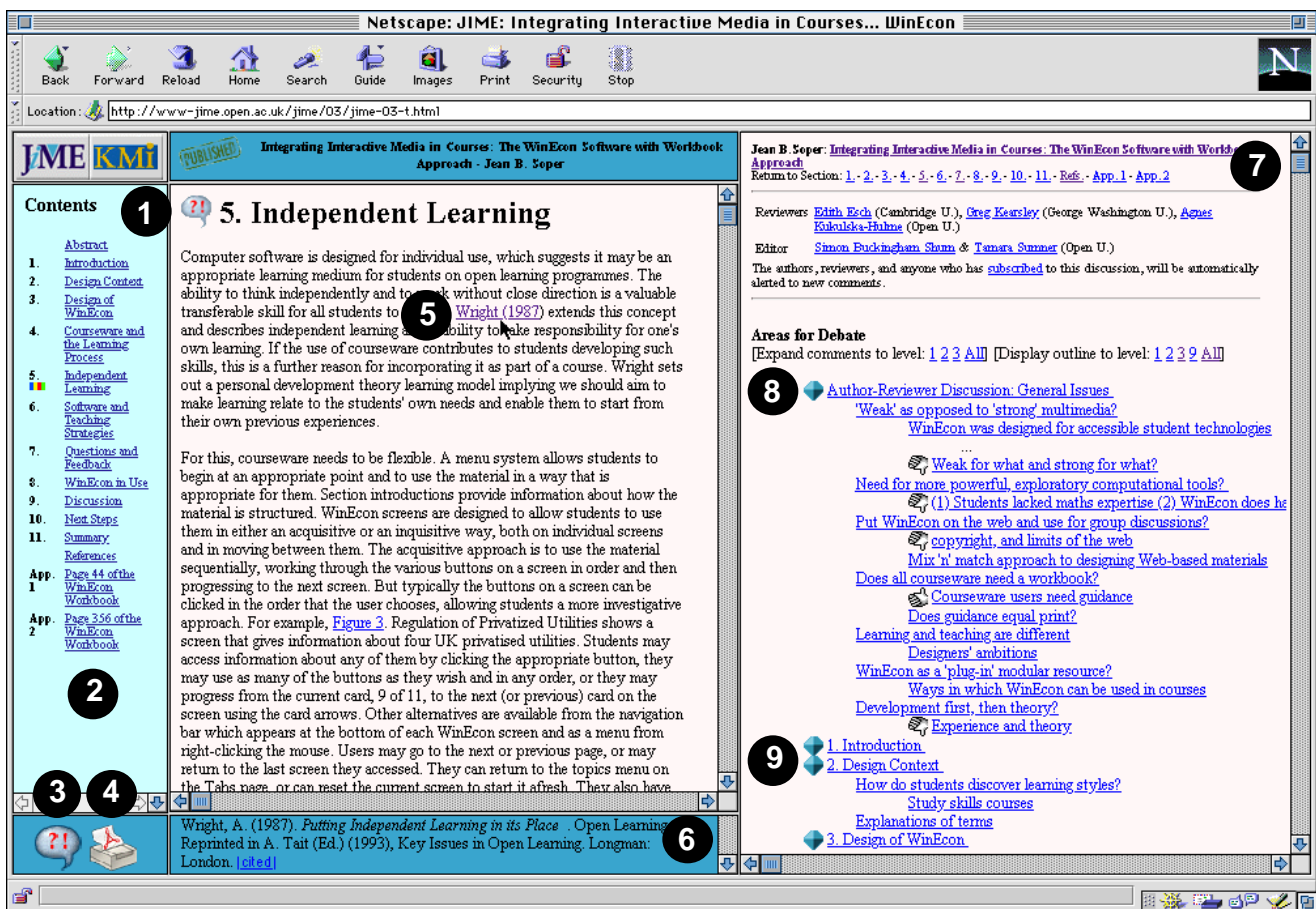 Netscape: JIME: Integrating Interactive Media in Courses... WinEcon
Back Forward Reload Home Search Guide Images Print Security Stop
N
Location: http://www-jime.open.ac.uk/jime/03/jime-03-t.html
JiME KMi
PUBLISHED
Integrating Interactive Media in Courses: The WinEcon Software with Workbook
Approach - Jean B. Soper
Contents
Abstract
1. Introduction
2. Design Context
3. Design of
WinEcon
4. Courseware and
the Learning
Process
5. Independent
Learning
6. Software and
Teaching
Strategies
7. Questions and
Feedback
8. WinEcon in Use
9. Discussion
10. Next Steps
11. Summary
References
App. Page 44 of the
1 WinEcon
Workbook
App. Page 356 of the
2 WinEcon
Workbook
2
3 4
?!
1
?! 5. Independent Learning
Computer software is designed for individual use, which suggests it may be an
appropriate learning medium for students on open learning programmes. The
ability to think independently and to work without close direction is a valuable
transferable skill for all students to 5 Wright (1987) extends this concept
and describes independent learning ability to take responsibility for one's
own learning. If the use of courseware contributes to students developing such
skills, this is a further reason for incorporating it as part of a course. Wright sets
out a personal development theory learning model implying we should aim to
make learning relate to the students' own needs and enable them to start from
their own previous experiences.
For this, courseware needs to be flexible. A menu system allows students to
begin at an appropriate point and to use the material in a way that is
appropriate for them. Section introductions provide information about how the
material is structured. WinEcon screens are designed to allow students to use
them in either an acquisitive or an inquisitive way, both on individual screens
and in moving between them. The acquisitive approach is to use the material
sequentially, working through the various buttons on a screen in order and then
progressing to the next screen. But typically the buttons on a screen can be
clicked in the order that the user chooses, allowing students a more investigative
approach. For example, Figure 3. Regulation of Privatized Utilities shows a
screen that gives information about four UK privatised utilities. Students may
access information about any of them by clicking the appropriate button, they
may use as many of the buttons as they wish and in any order, or they may
progress from the current card, 9 of 11, to the next (or previous) card on the
screen using the card arrows. Other alternatives are available from the navigation
bar which appears at the bottom of each WinEcon screen and as a menu from
right-clicking the mouse. Users may go to the next or previous page, or may
return to the last screen they accessed. They can return to the topics menu on
the Tabs page, or can reset the current screen to start it afresh. They also have
Wright, A. (1987). Putting Independent Learning in its Place . Open Learning
Reprinted in A. Tait (Ed.) (1993), Key Issues in Open Learning. Longman:
London. |cited|
6
Jean B. Soper: Integrating Interactive Media in Courses: The WinEcon Software with
Approach
7
Return to Section: 1. - 2. - 3. - 4. - 5. - 6. - 7. - 8. - 9. - 10. - 11. - Refs. - App.1 - App.2
Reviewers Edith Esch (Cambridge U.), Greg Kearsley (George Washington U.), Agnes
Kukulska-Hulme (Open U.)
Editor Simon Buckingham Shum & Tamara Sumner (Open U.)
The authors, reviewers, and anyone who has subscribed to this discussion, will be automatically
alerted to new comments.
Areas for Debate
[Expand comments to level: 1 2 3 All] [Display outline to level: 1 2 3 9 All]
8 Author-Reviewer Discussion: General Issues
'Weak' as opposed to 'strong' multimedia?
WinEcon was designed for accessible student technologies
...
Weak for what and strong for what?
Need for more powerful, exploratory computational tools?
(1) Students lacked maths expertise (2) WinEcon does ha
Put WinEcon on the web and use for group discussions?
copyright, and limits of the web
Mix 'n' match approach to designing Web-based materials
Does all courseware need a workbook?
Courseware users need guidance
Does guidance equal print?
Learning and teaching are different
Designers' ambitions
WinEcon as a 'plug-in' modular resource?
Ways in which WinEcon can be used in courses
Development first, then theory?
Experience and theory
9 1. Introduction
2. Design Context
How do students discover learning styles?
Study skills courses
Explanations of terms
3. Design of WinEcon